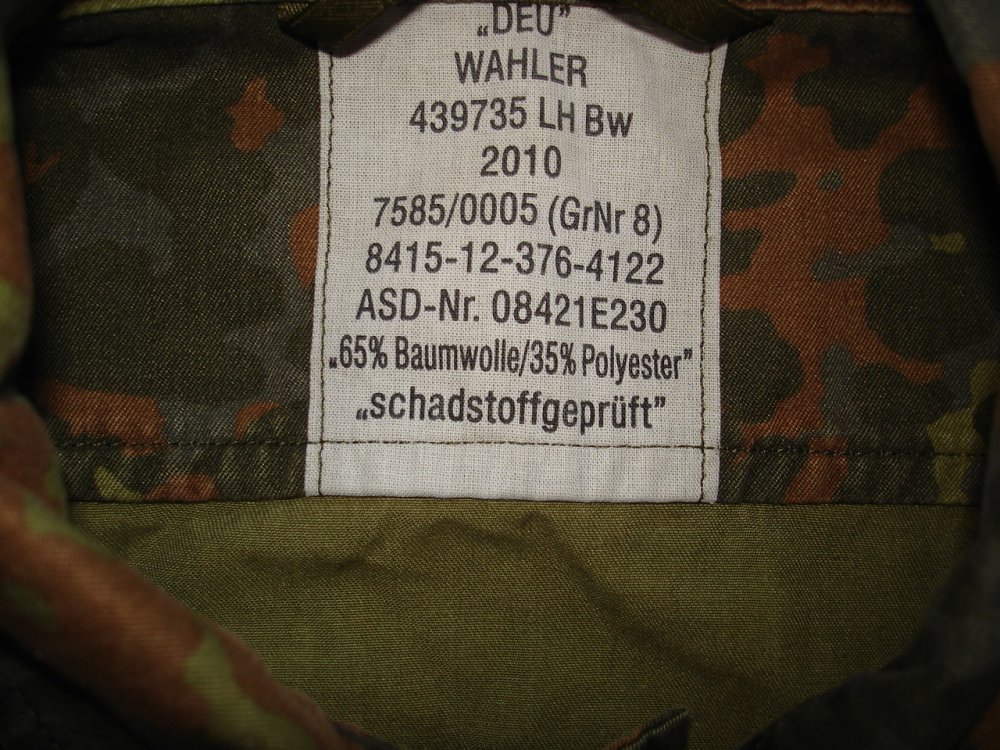 „DEU”
WAHLER
439735 LH Bw
2010
7585/0005 (GrNr 8)
8415-12-376-4122
ASD-Nr. 08421E230
„65% Baumwolle/35% Polyester”
„schadstoffgeprüft”